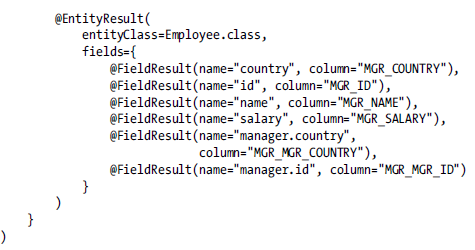 @EntityResult(
entityClass=Employee.class,
fields={
@FieldResult(name="country", column="MGR_COUNTRY"),
@FieldResult(name="id", column="MGR_ID"),
@FieldResult(name="name", column="MGR_NAME"),
@FieldResult(name="salary", column="MGR_SALARY"),
@FieldResult(name="manager.country",
column="MGR_MGR_COUNTRY"),
@FieldResult(name="manager.id", column="MGR_MGR_ID")
}
)
}
)